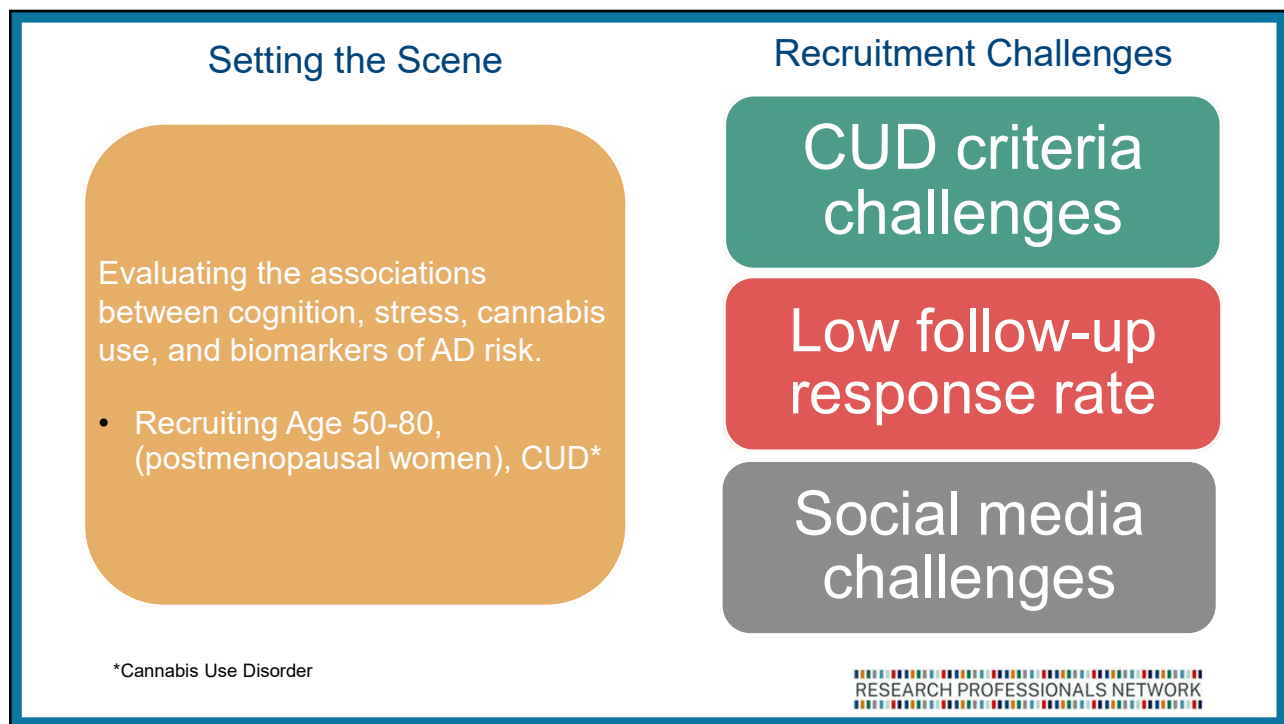 Setting the Scene
Evaluating the associations
between cognition, stress, cannabis
use, and biomarkers of AD risk.
• Recruiting Age 50-80,
(postmenopausal women), CUD*
*Cannabis Use Disorder
Recruitment Challenges
CUD criteria
challenges
Low follow-up
response rate
Social media
challenges
RESEARCH PROFESSIONALS NETWORK